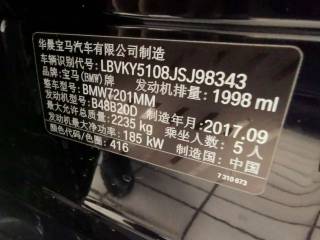 华晨宝马汽车有限公司制造
车辆识别代号: LBVKY5108JSJ98343
品牌: 宝马(BMW)牌 发动机排量: 1998 ml
整车型号: BMW7201MM
发动机型号: B48B20D 制造年月: 2017.09
最大允许总质量: 2235 kg 乘坐人数: 5人
发动机最大净功率: 185 kW 制造国: 中国
颜色代码/色图: 416
7 310 673